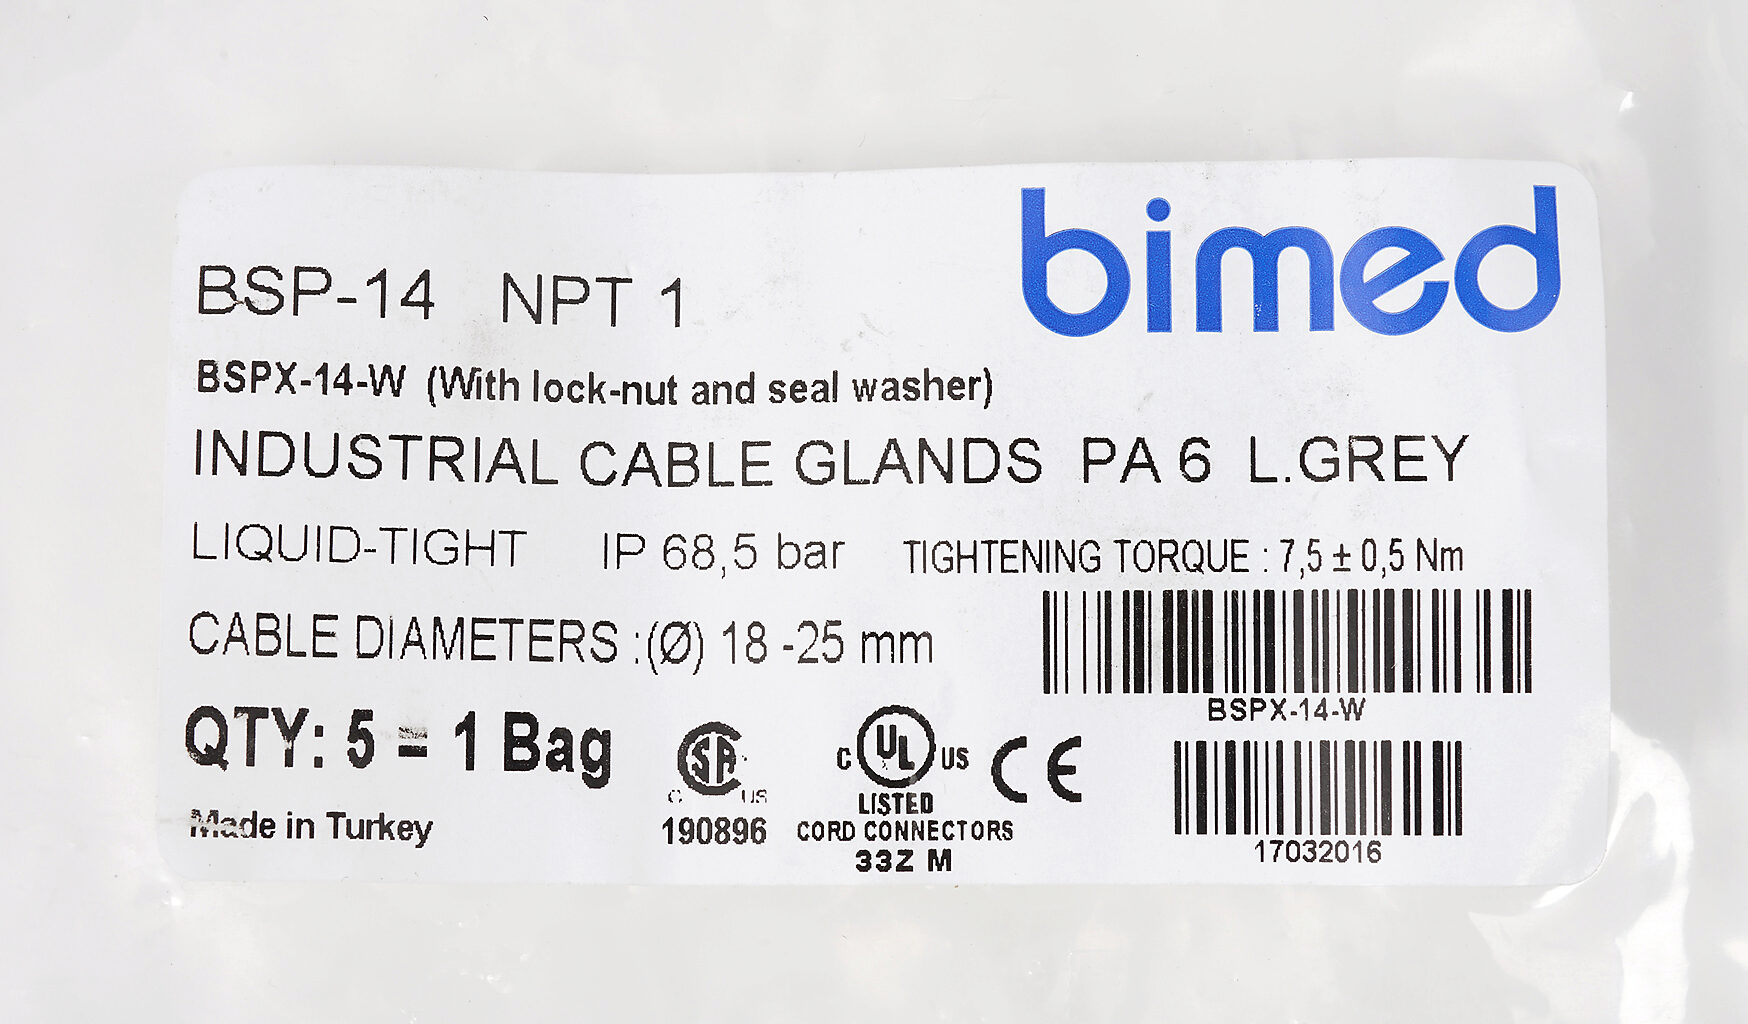 bimed
BSP-14 NPT 1
BSPX-14-W (With lock-nut and seal washer)
INDUSTRIAL CABLE GLANDS PA 6 L.GREY
LIQUID-TIGHT IP 68,5 bar TIGHTENING TORQUE : 7,5 ± 0,5 Nm
CABLE DIAMETERS :(Ø) 18 -25 mm
BSPX-14-W
QTY: 5 = 1 Bag
SA
C US
190896
C UL US
LISTED
CORD CONNECTORS
33Z M
CE
17032016
Made in Turkey